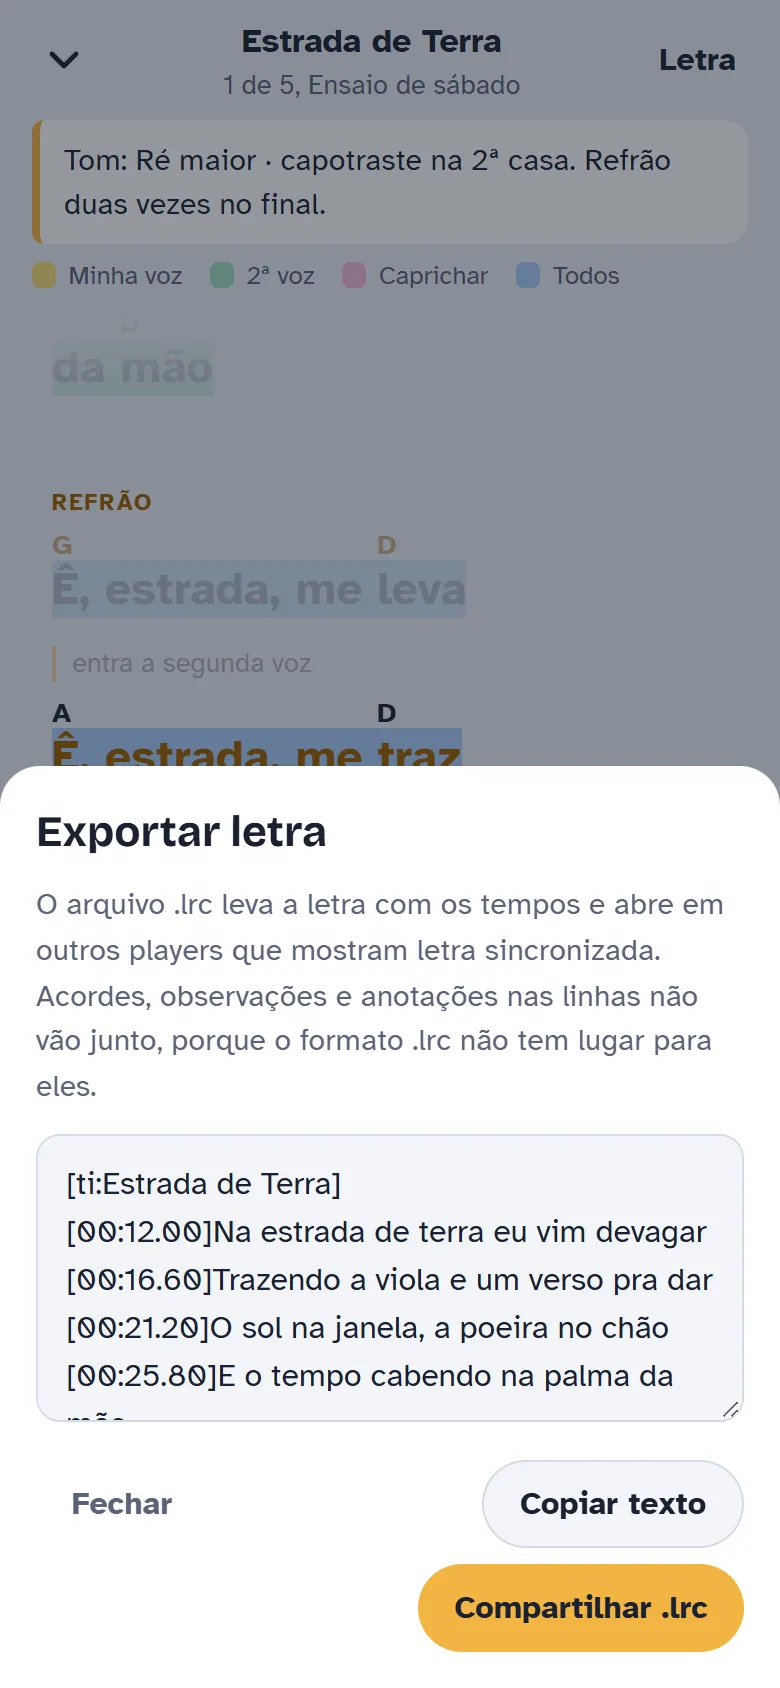 Estrada de Terra
1 de 5, Ensaio de sábado
Letra
Tom: Ré maior · capotraste na 2ª casa. Refrão
duas vezes no final.
Minha voz 2ª voz Caprichar Todos
D
da mão
REFRÃO
G D
Ê, estrada, me leva
entra a segunda voz
A D
Ê, estrada, me traz
Exportar letra
O arquivo .lrc leva a letra com os tempos e abre em
outros players que mostram letra sincronizada.
Acordes, observações e anotações nas linhas não
vão junto, porque o formato .lrc não tem lugar para
eles.
[ti:Estrada de Terra]
[00:12.00]Na estrada de terra eu vim devagar
[00:16.60]Trazendo a viola e um verso pra dar
[00:21.20]O sol na janela, a poeira no chão
[00:25.80]E o tempo cabendo na palma da
mão
Fechar
Copiar texto
Compartilhar .lrc